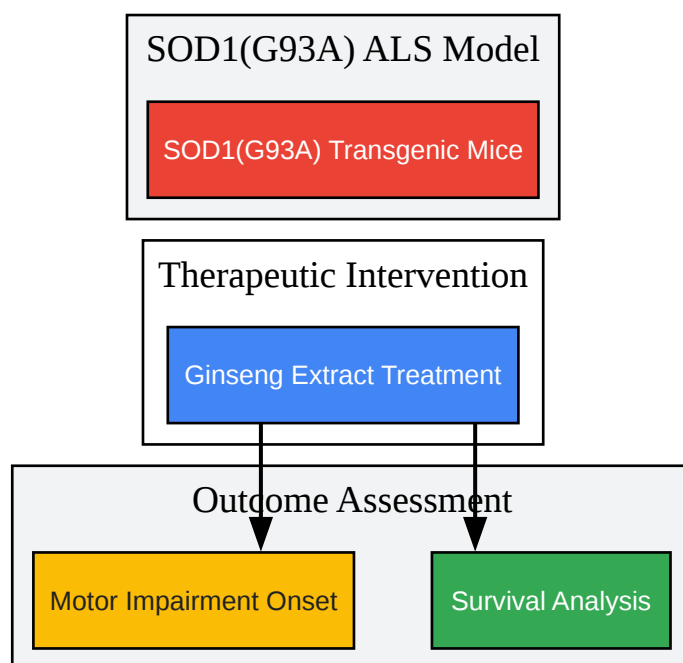 SOD1(G93A) ALS Model
SOD1(G93A) Transgenic Mice
Therapeutic Intervention
Ginseng Extract Treatment
Outcome Assessment
Motor Impairment Onset
Survival Analysis